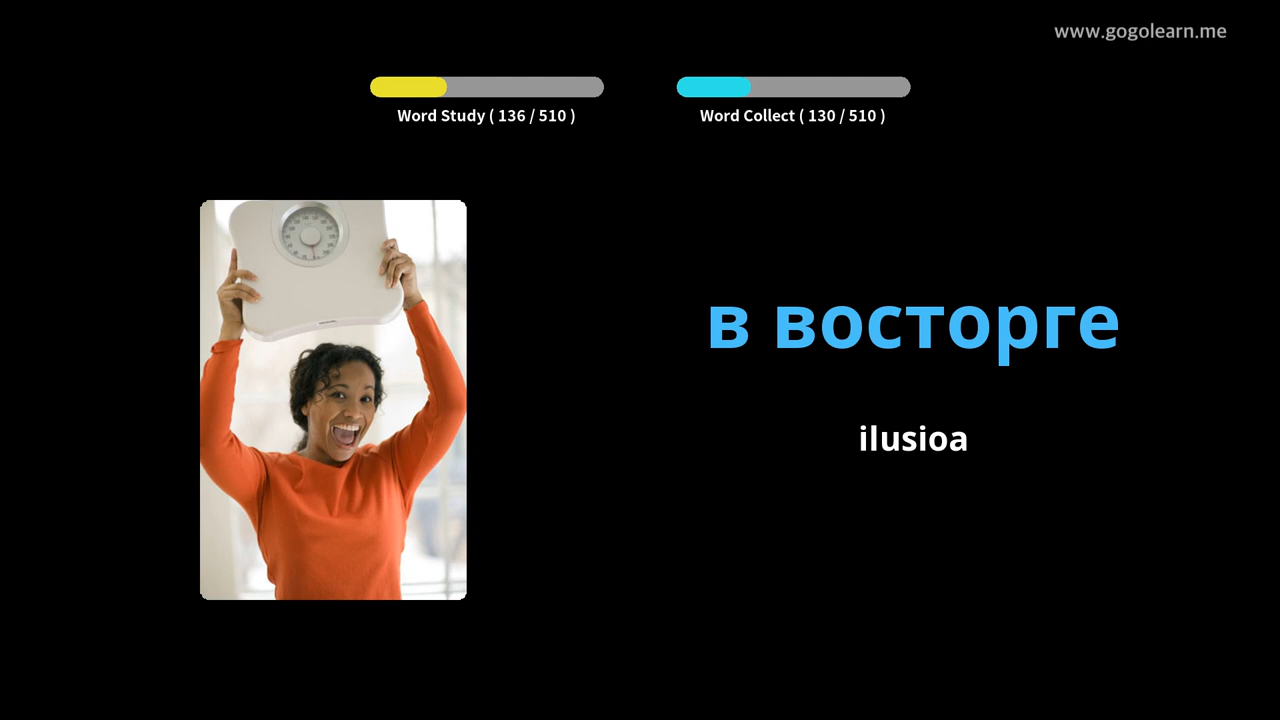 www.gogolearn.me
Word Study ( 136 / 510 )
Word Collect ( 130 / 510 )
в восторге
ilusioa